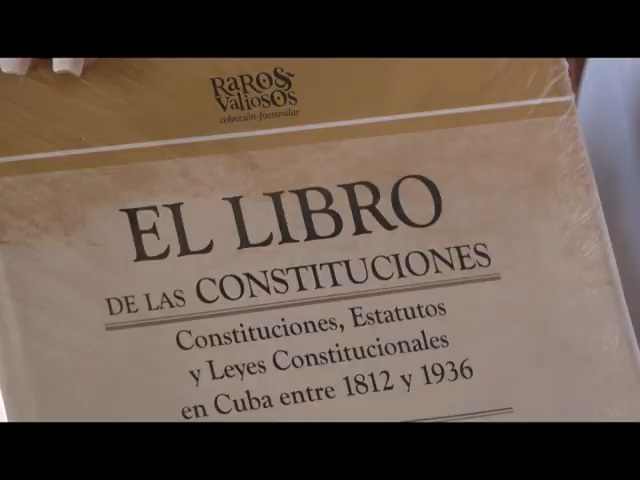 RaROS
ValioSOS
colección facsimilar
EL LIBRO
DE LAS CONSTITUCIONES
Constituciones, Estatutos
y Leyes Constitucionales
en Cuba entre 1812 y 1936